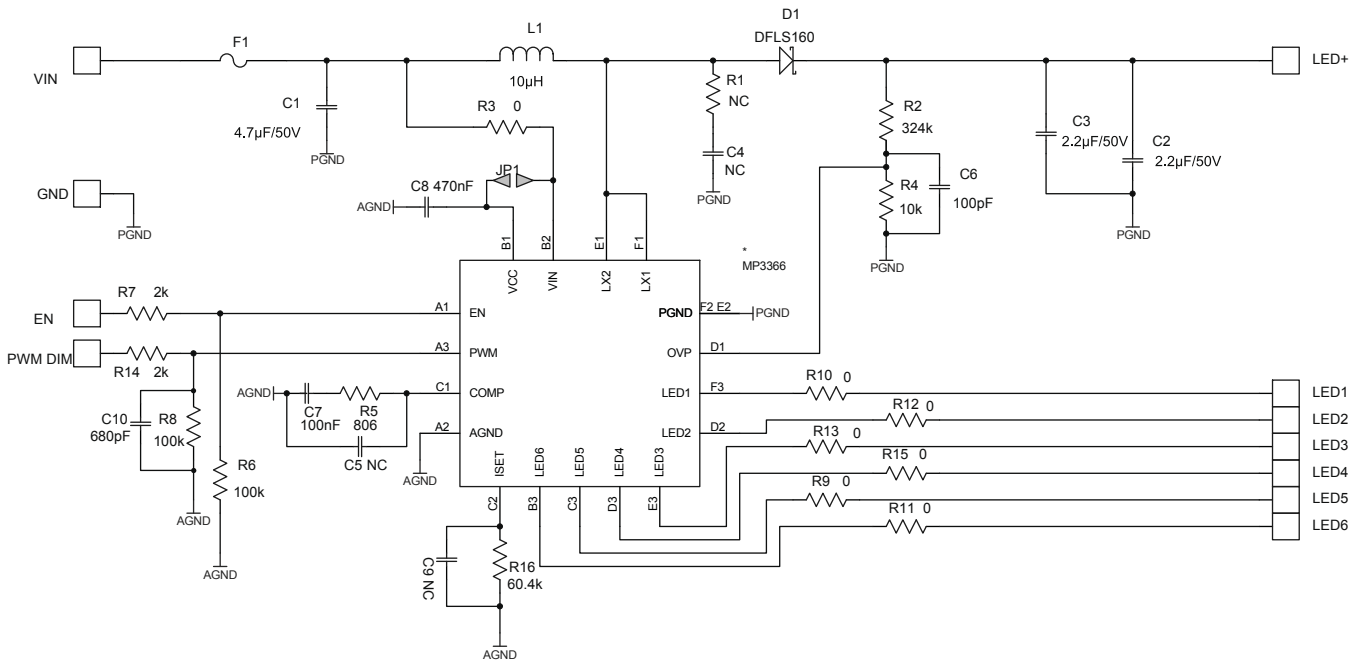 D1
DFLS160
F1
L1
VIN
LED+
10µH
R1
NC
C1
4.7µF/50V
R3 0
R2
324k
C3
2.2µF/50V
C2
2.2µF/50V
PGND
C4
NC
JP1
C8 470nF
GND
AGND
PGND
R4
10k
C6
100pF
PGND
PGND
PGND
B1
B2
E1
F1
*
MP3366
VCC
VIN
LX2
LX1
R7 2k
EN
A1
EN
PGND
F2 E2
PGND
PWM DIM
R14 2k
A3
PWM
OVP
D1
C10
680pF
R8
100k
AGND
C7
100nF
R5
806
C1
COMP
LED1
F3
R10 0
LED1
C5 NC
A2
AGND
LED2
D2
R12 0
LED2
R13 0
LED3
R6
100k
AGND
ISET
LED6
LED5
LED4
LED3
R15 0
LED4
R9 0
LED5
C2
B3
C3
D3
E3
R11 0
LED6
AGND
AGND
C9 NC
R16
60.4k
AGND